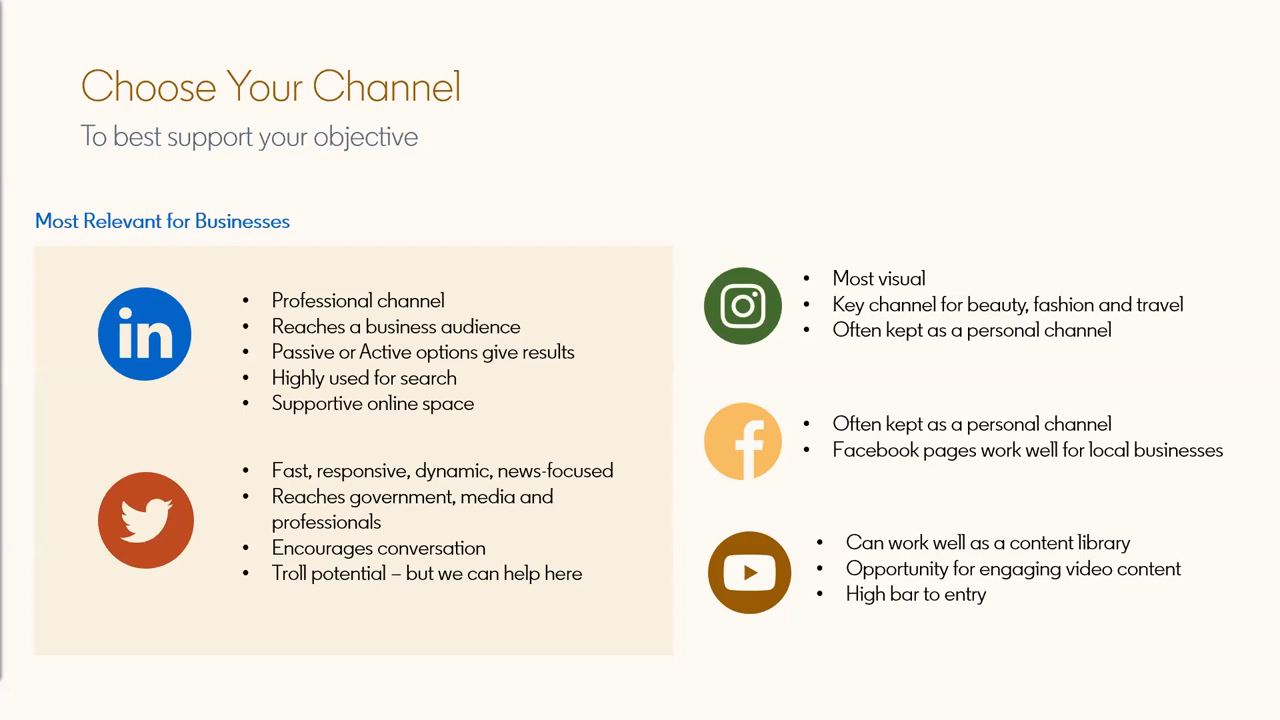 Choose Your Channel
To best support your objective
Most Relevant for Businesses
in
• Professional channel
• Reaches a business audience
• Passive or Active options give results
• Highly used for search
• Supportive online space
• Fast, responsive, dynamic, news-focused
• Reaches government, media and
professionals
• Encourages conversation
• Troll potential – but we can help here
• Most visual
• Key channel for beauty, fashion and travel
• Often kept as a personal channel
f
• Often kept as a personal channel
• Facebook pages work well for local businesses
• Can work well as a content library
• Opportunity for engaging video content
• High bar to entry